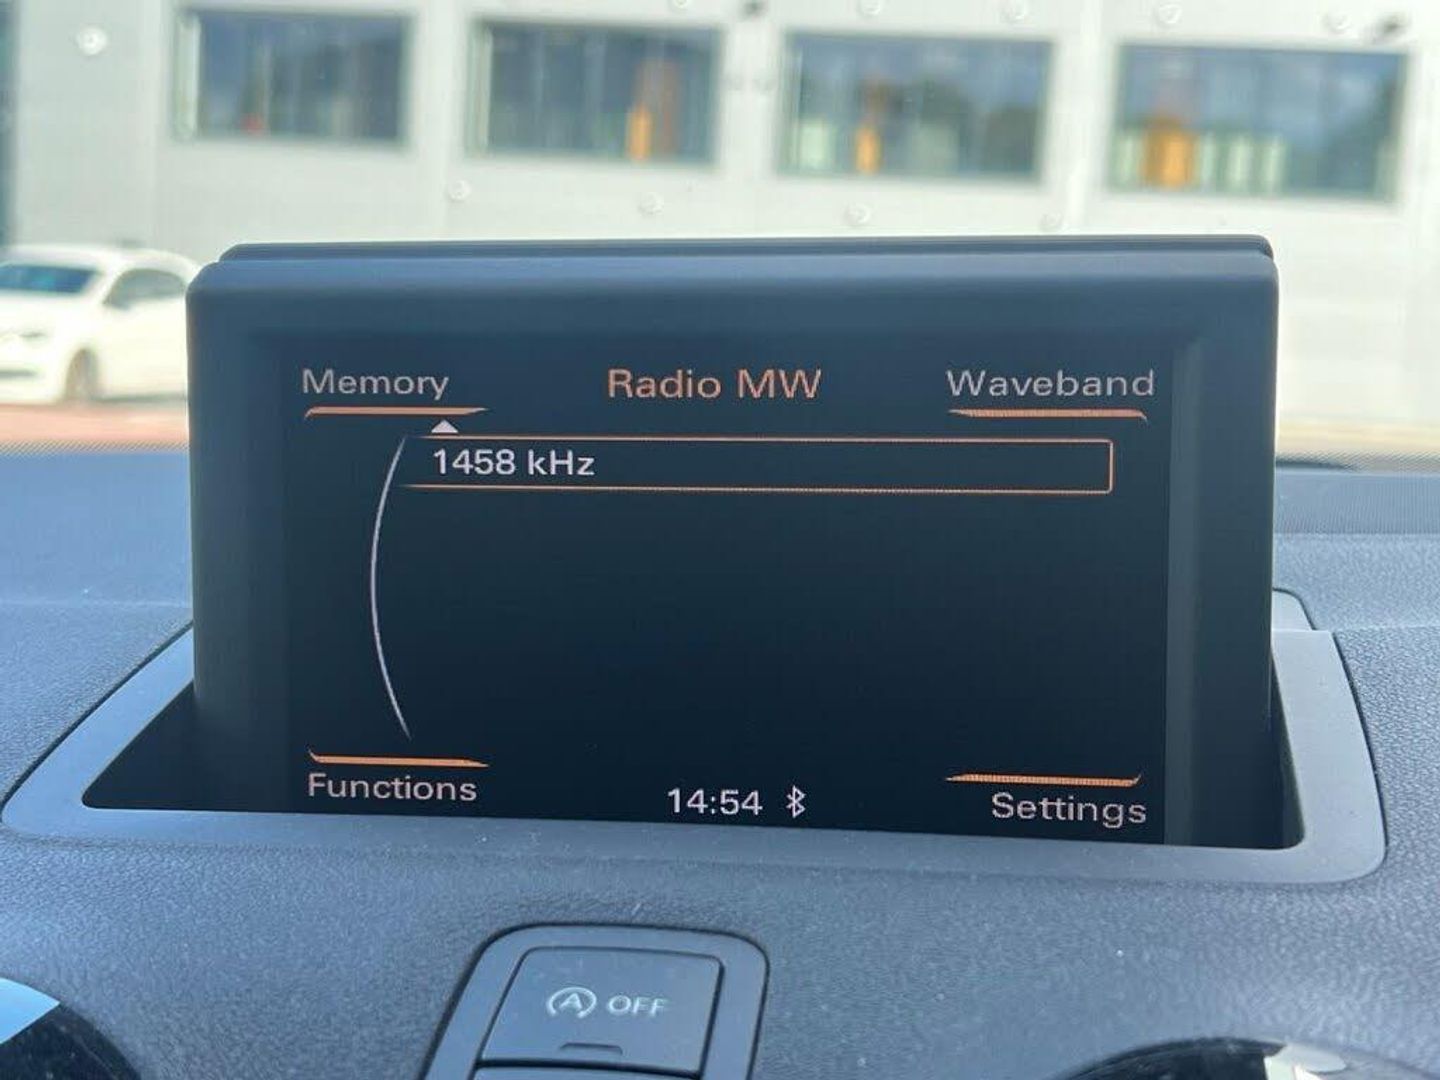 Memory Radio MW Waveband
1458 kHz
Functions 14:54 Settings
A OFF